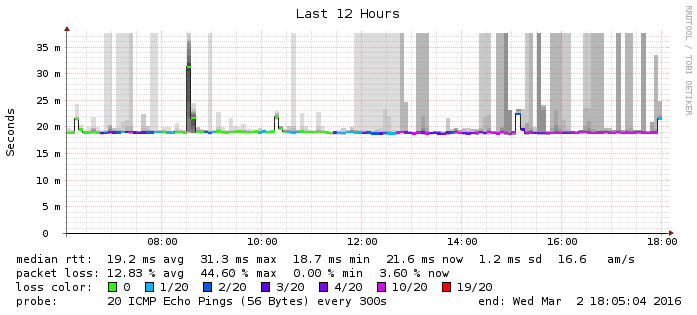 Last 12 Hours
RRDTOOL / TOBI OETIKER
Seconds
35 m
30 m
25 m
20 m
15 m
10 m
5 m
0
08:00 10:00 12:00 14:00 16:00 18:00
median rtt: 19.2 ms avg 31.3 ms max 18.7 ms min 21.6 ms now 1.2 ms sd 16.6 am/s
packet loss: 12.83 % avg 44.60 % max 0.00 % min 3.60 % now
loss color: 0 1/20 2/20 3/20 4/20 10/20 19/20
probe: 20 ICMP Echo Pings (56 Bytes) every 300s end: Wed Mar 2 18:05:04 2016